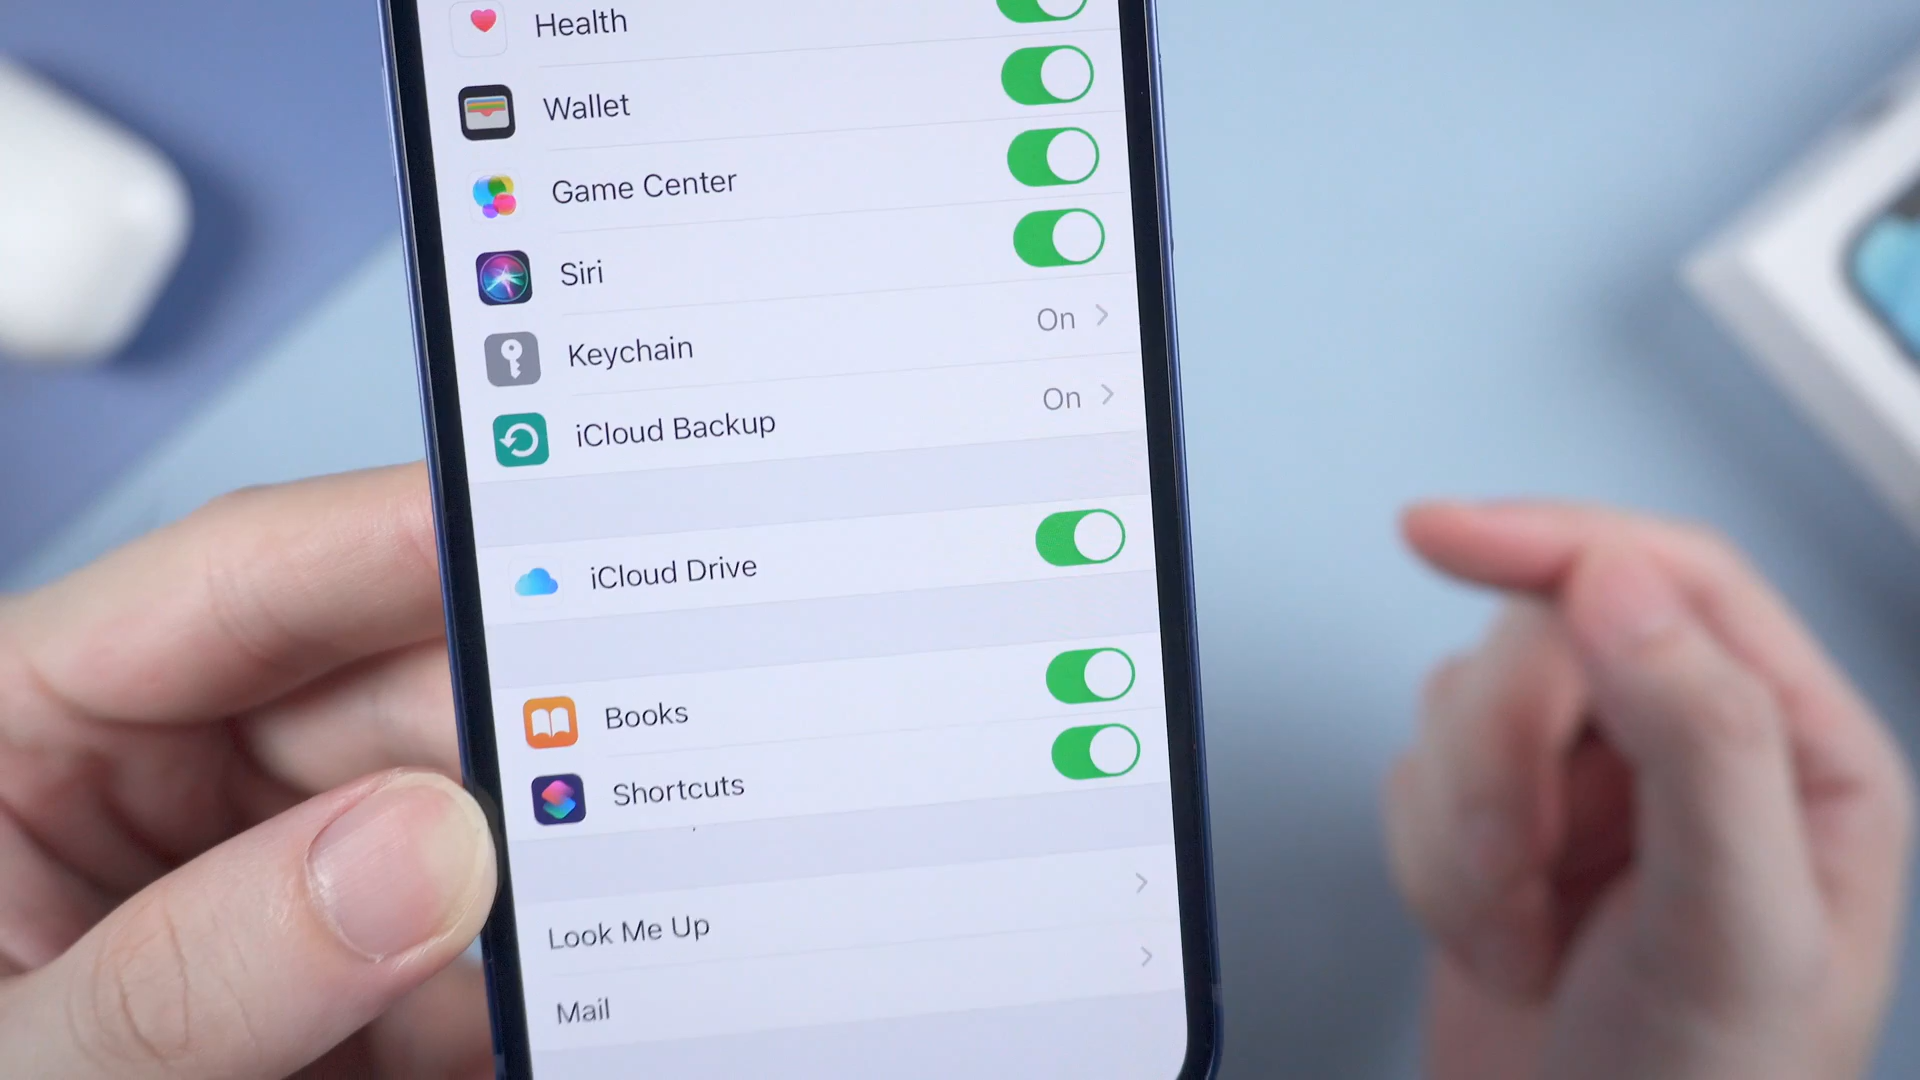 Health
Wallet
Game Center
Siri
Keychain On
iCloud Backup On
iCloud Drive
Books
Shortcuts
Look Me Up
Mail